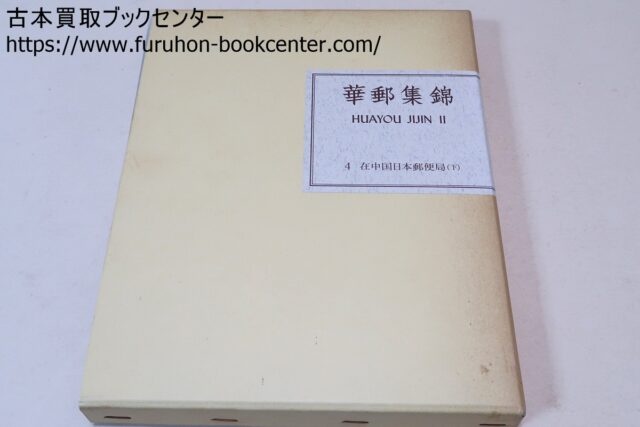 古本買取ブックセンター
https://www.furuhon-bookcenter.com/
華郵集錦
HUAYOU JIJIN II
4 在中国日本郵便局(下)